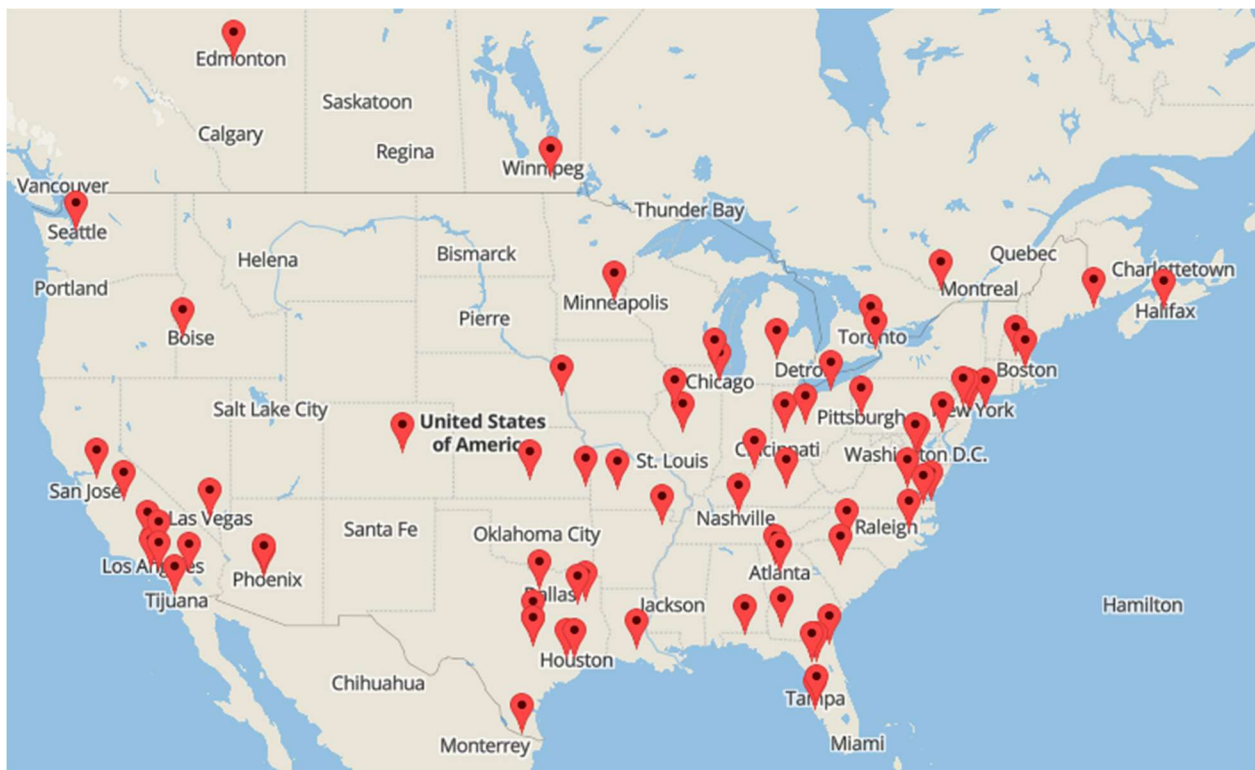 Edmonton
Saskatoon
Calgary
Regina
Winnipeg
Vancouver
Seattle
Thunder Bay
Helena
Bismarck
Quebec
Charlottetown
Portland
Minneapolis
Montreal
Halifax
Pierre
Boise
Toronto
Detro
Boston
Chicago
Salt Lake City
New York
United States
of Americ
Pittsburgh
Cincinnati
Washington D.C.
St. Louis
San José
Las Vegas
Nashville
Raleigh
Santa Fe
Oklahoma City
Los Angeles
Phoenix
Atlanta
Dallas
Tijuana
Jackson
Hamilton
Houston
Chihuahua
Tampa
Monterrey
Miami